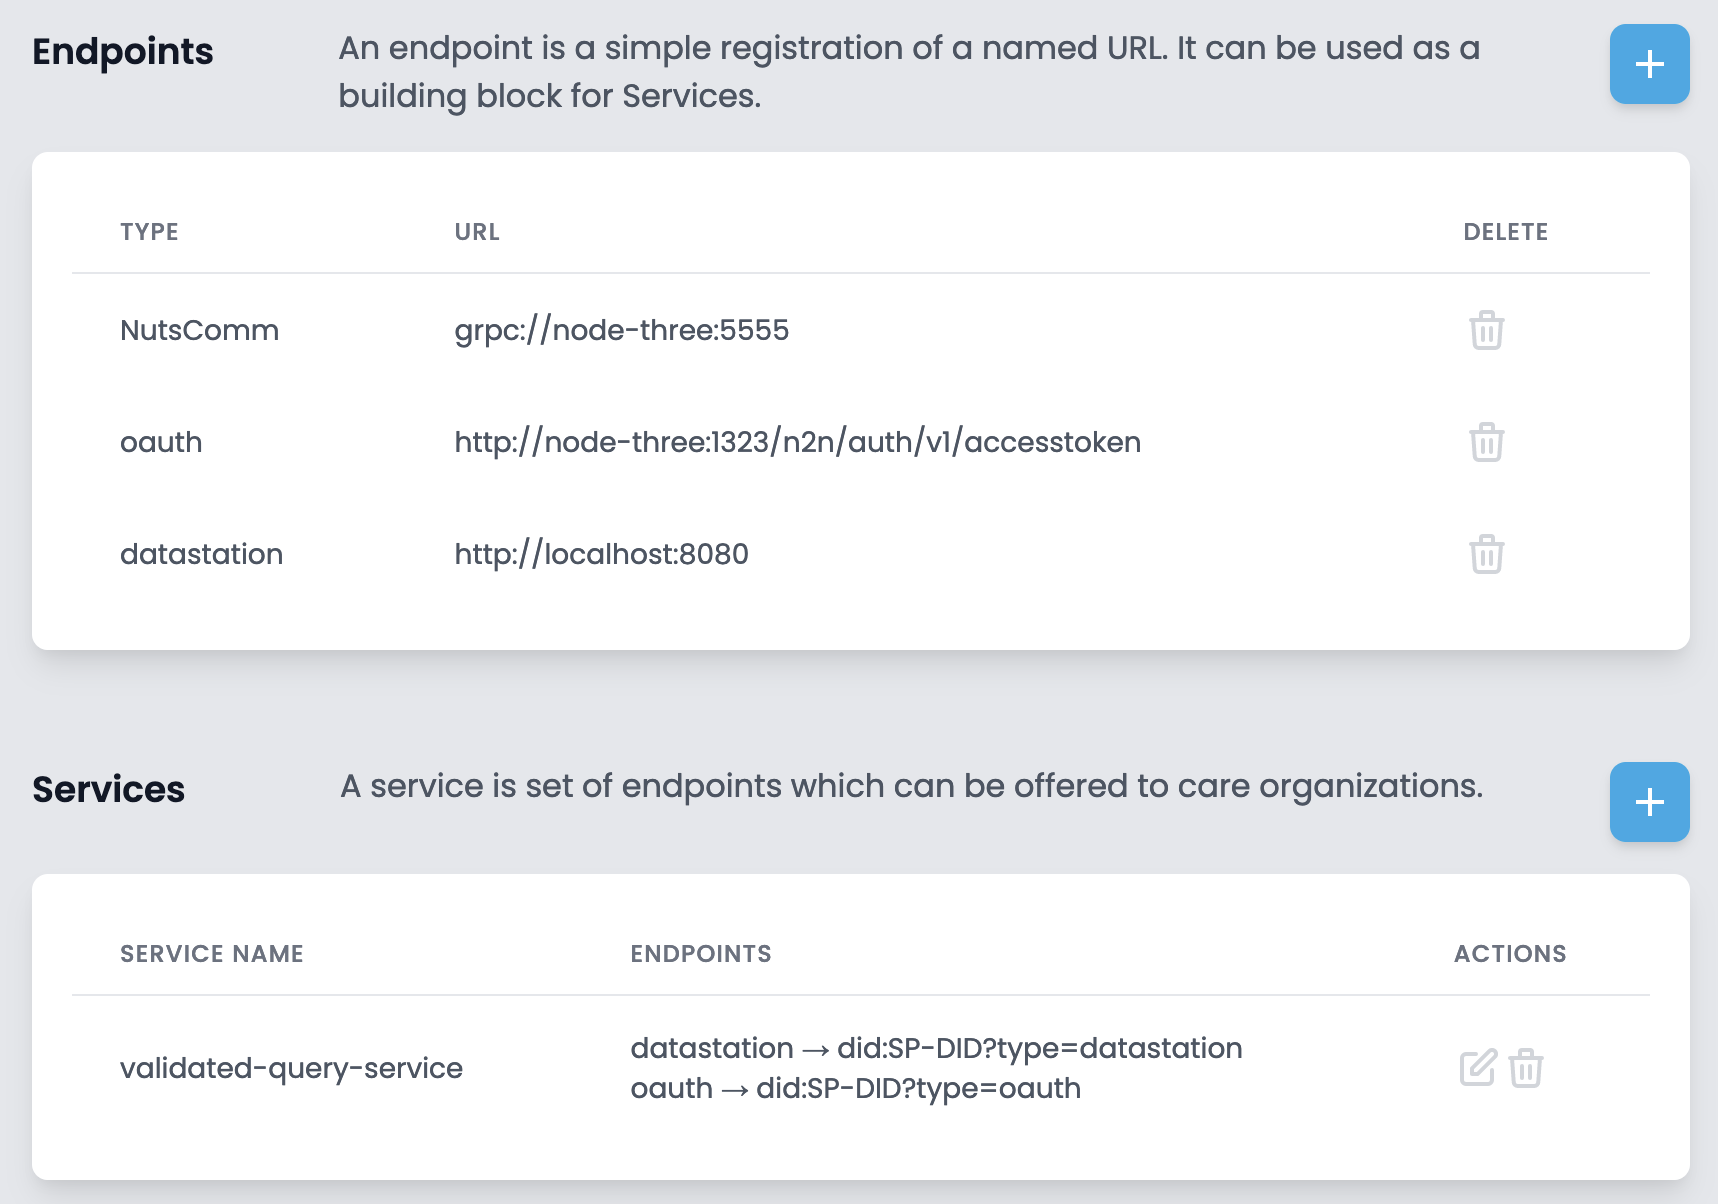 Endpoints
An endpoint is a simple registration of a named URL. It can be used as a
building block for Services.
TYPE URL DELETE
NutsComm grpc://node-three:5555
oauth http://node-three:1323/n2n/auth/v1/accesstoken
datastation http://localhost:8080
Services
A service is set of endpoints which can be offered to care organizations.
SERVICE NAME ENDPOINTS ACTIONS
validated-query-service
datastation → did:SP-DID?type=datastation
oauth → did:SP-DID?type=oauth